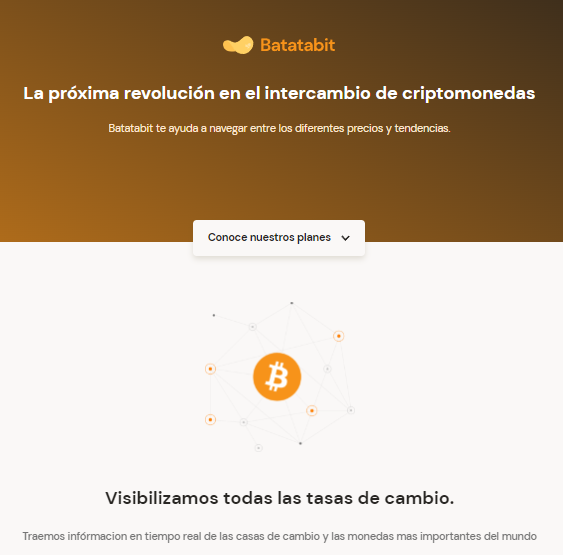 Batatabit
La próxima revolución en el intercambio de criptomonedas
Batatabit te ayuda a navegar entre los diferentes precios y tendencias.
Conoce nuestros planes
Visibilizamos todas las tasas de cambio.
Traemos infórmacion en tiempo real de las casas de cambio y las monedas mas importantes del mundo